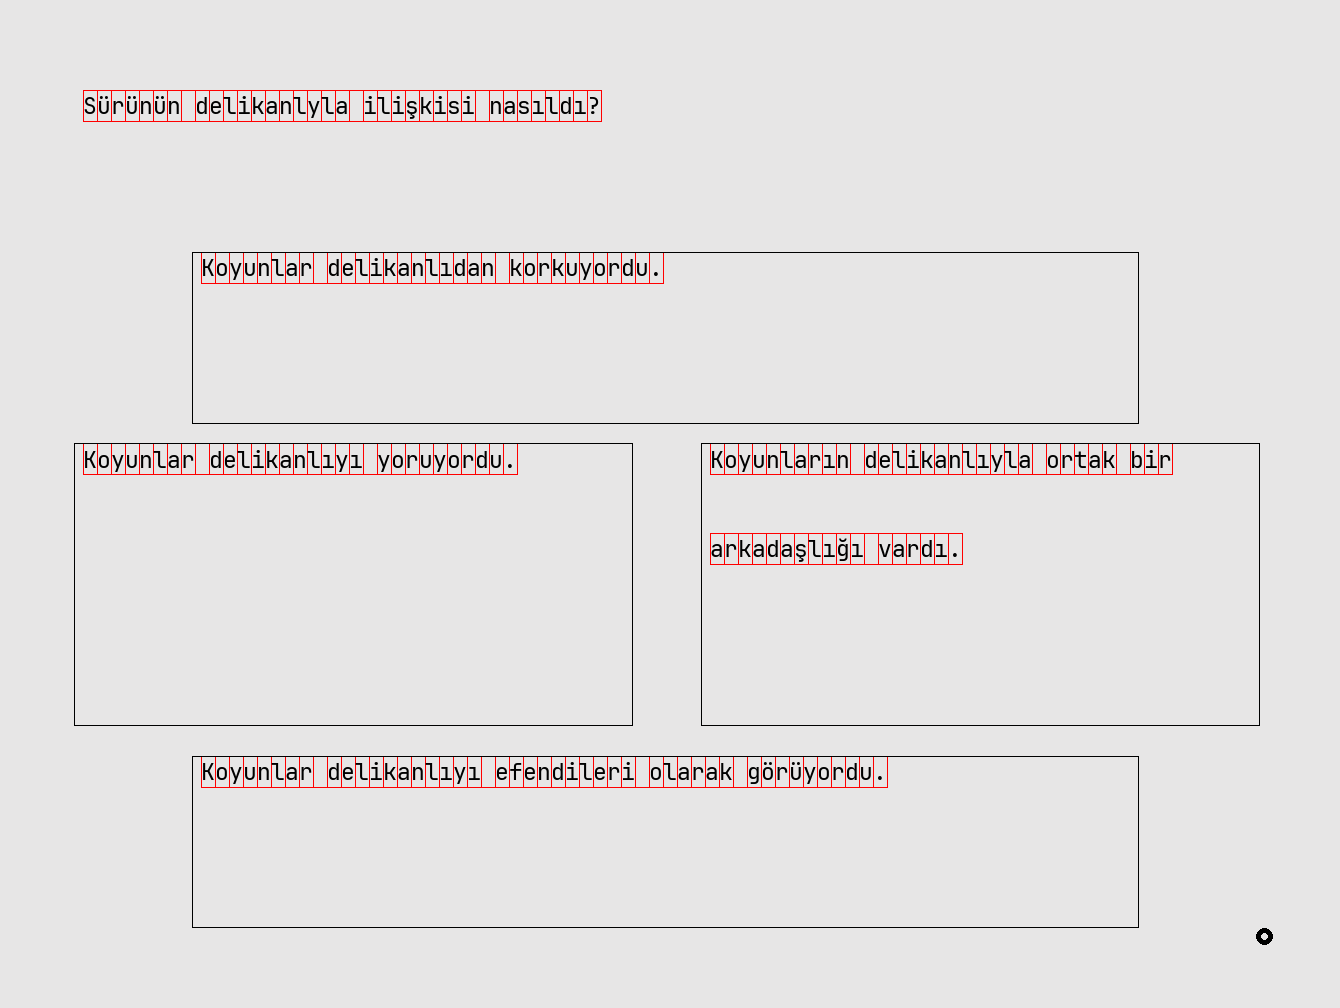 Sürünün delikanlyla ilişkisi nasıldı?
Koyunlar delikanlıdan korkuyordu.
Koyunlar delikanlıyı yoruyordu.
Koyunların delikanlıyla ortak bir
arkadaşlığı vardı.
Koyunlar delikanlıyı efendileri olarak görüyordu.